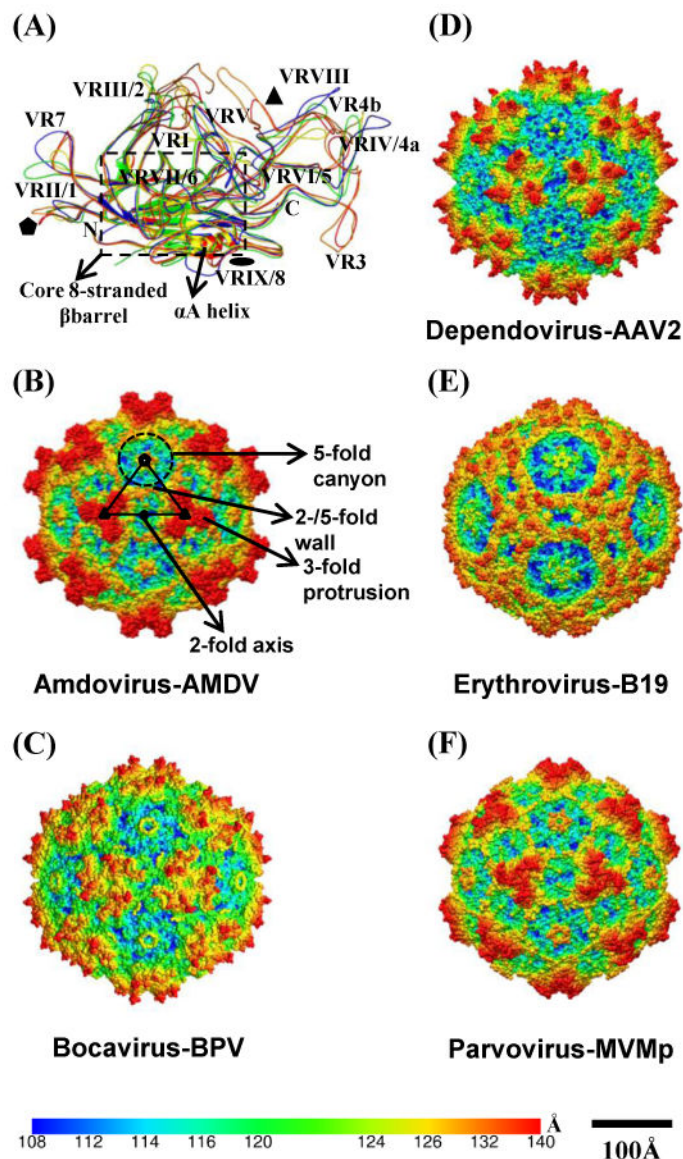 (A)
VRIII/2
VRVIII
VR7
VRV
VR4b
VRI
VRIV/4a
VRVII/6
VRVI/5
VRII/1
C
N
VR3
VRIX/8
Core 8-stranded
βbarrel
αA helix
(B)
5-fold
canyon
2-/5-fold
wall
3-fold
protrusion
2-fold axis
Amdovirus-AMDV
(C)
Bocavirus-BPV
(D)
Dependovirus-AAV2
(E)
Erythrovirus-B19
(F)
Parvovirus-MVMp
Å
108 112 114 116 120 124 126 132 140
100Å